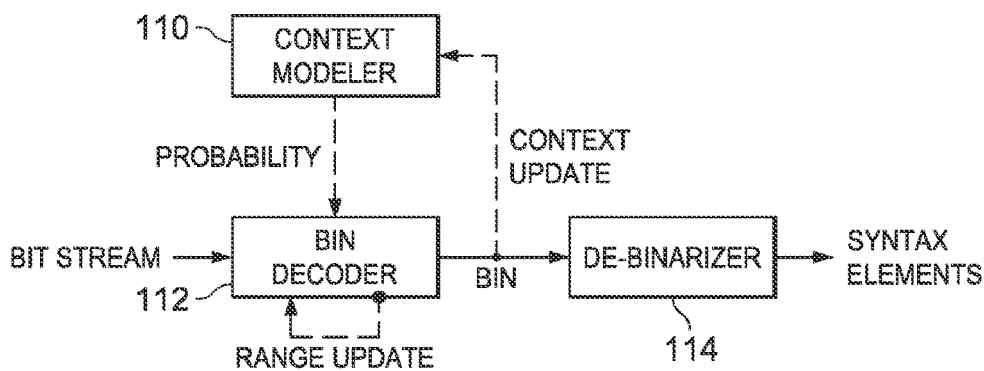 110
CONTEXT
MODELER
PROBABILITY
CONTEXT
UPDATE
BIT STREAM
BIN
DECODER
112
BIN
DE-BINARIZER
SYNTAX
ELEMENTS
RANGE UPDATE
114